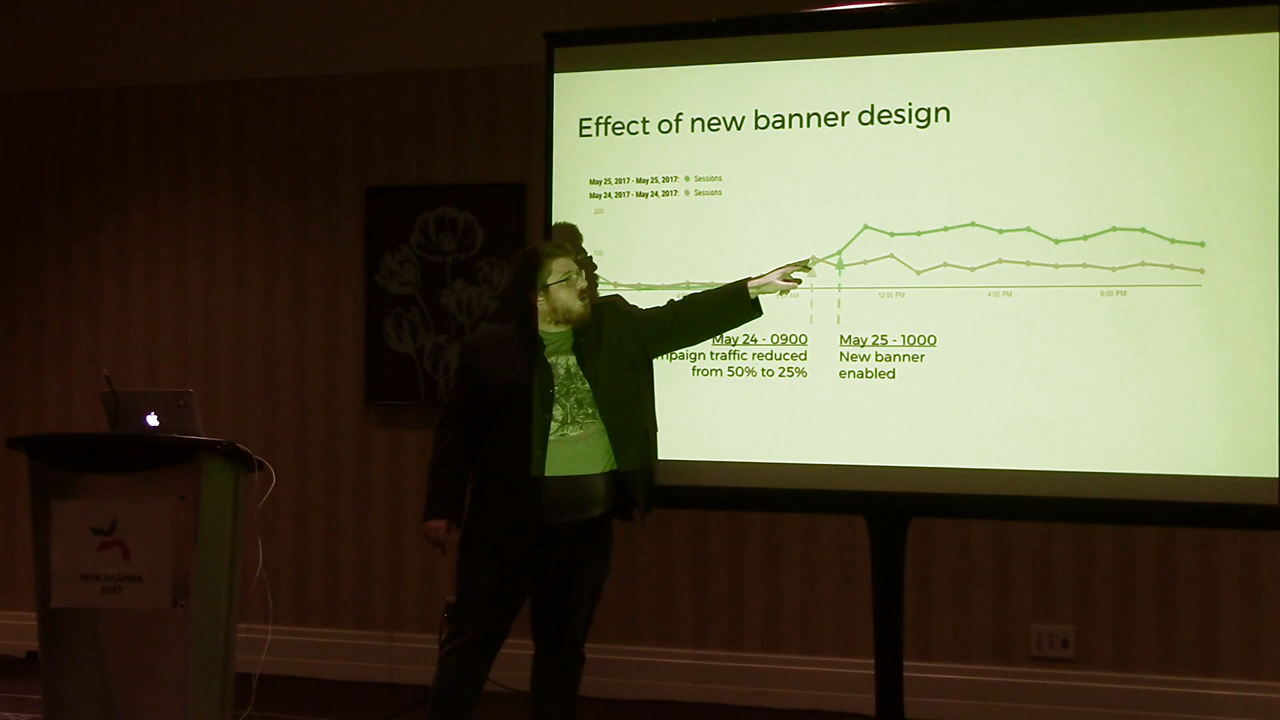 Effect of new banner design
May 25, 2017 - May 25, 2017: Sessions
May 24, 2017 - May 24, 2017: Sessions
200
12:00 PM
4:00 PM
8:00 PM
May 24 - 0900
mpaign traffic reduced
from 50% to 25%
May 25 - 1000
New banner
enabled
WIKIMANIA
2017